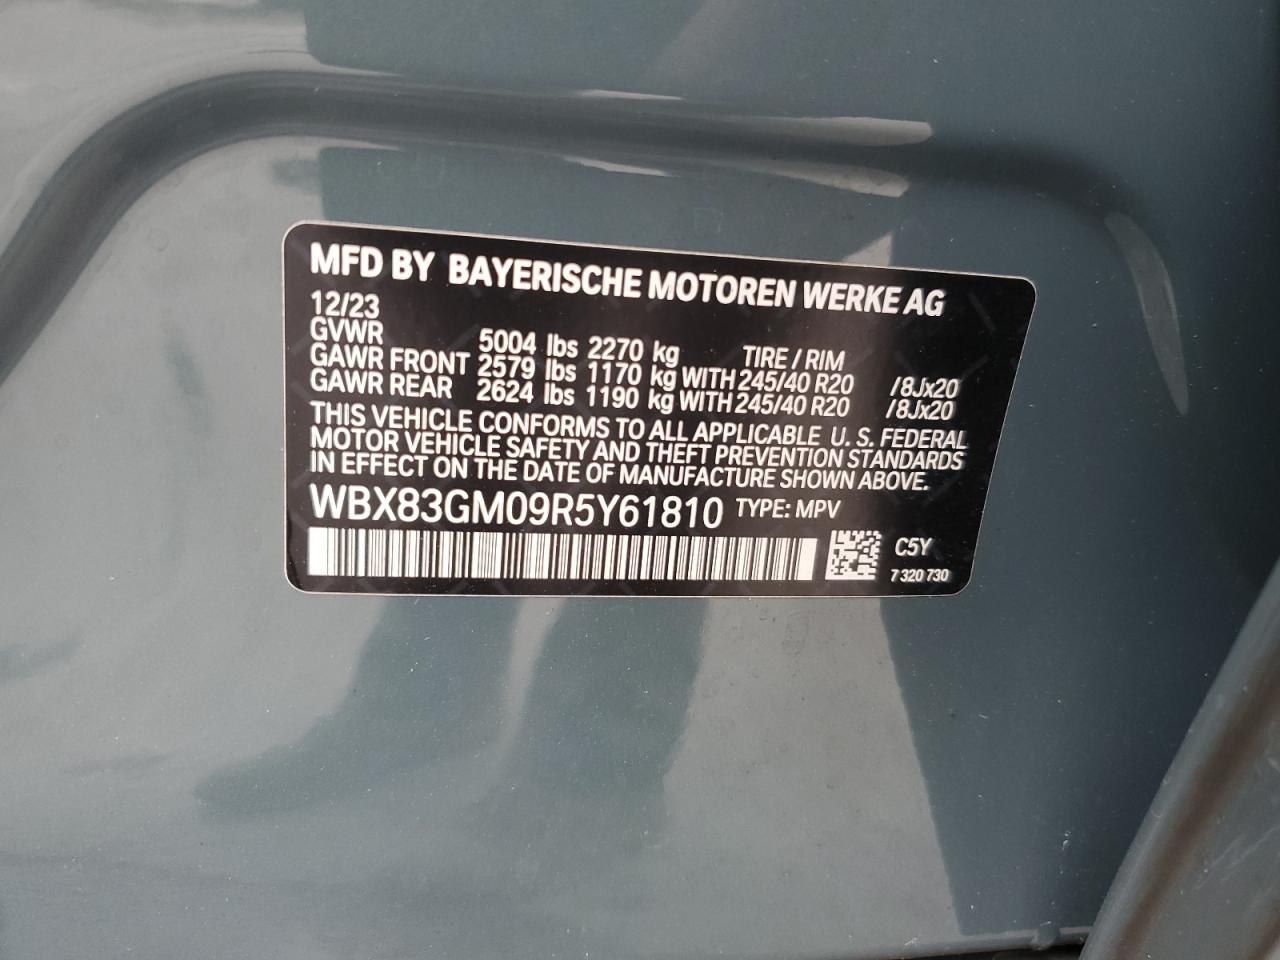 MFD BY BAYERISCHE MOTOREN WERKE AG
12/23
GVWR 5004 lbs 2270 kg TIRE / RIM
GAWR FRONT 2579 lbs 1170 kg WITH 245/40 R20 /8Jx20
GAWR REAR 2624 lbs 1190 kg WITH 245/40 R20 /8Jx20
THIS VEHICLE CONFORMS TO ALL APPLICABLE U. S. FEDERAL
MOTOR VEHICLE SAFETY AND THEFT PREVENTION STANDARDS
IN EFFECT ON THE DATE OF MANUFACTURE SHOWN ABOVE.
WBX83GM09R5Y61810 TYPE: MPV
C5Y
7 320 730